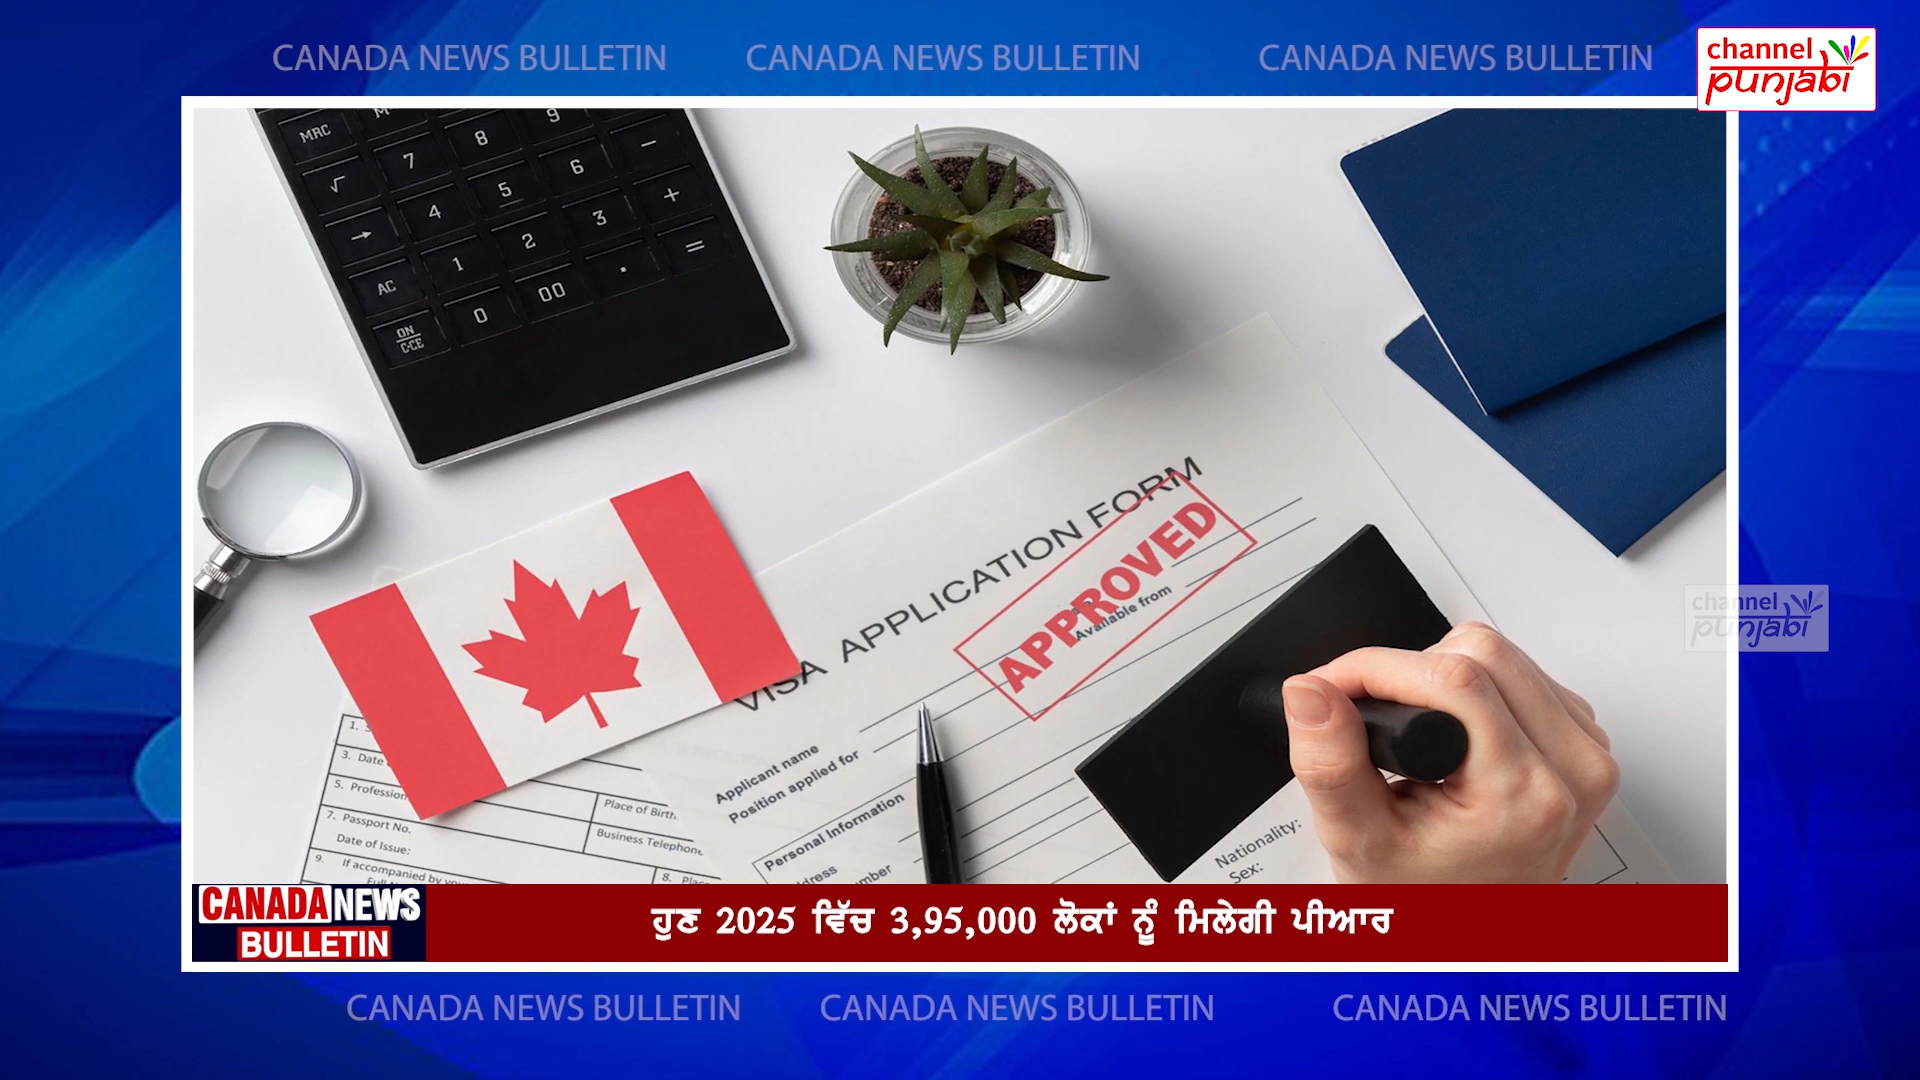 CANADA NEWS BULLETIN CANADA NEWS BULLETIN CANADA NEWS BULLETIN
channel
punjabi
MRC
√ 7 8 9 −
→ 4 5 6 +
AC 1 2 3 =
ON
C·CE 0 00 .
VISA APPLICATION FORM
APPROVED
Available from
channel
punjabi
Applicant name
Position applied for
Personal Information
1.
3. Date
5. Profession
Place of Birth
7. Passport No.
Business Telephone
Date of Issue:
9. If accompanied by
8.
Nationality:
Sex:
CANADA NEWS
BULLETIN
ਹੁਣ 2025 ਵਿੱਚ 3,95,000 ਲੋਕਾਂ ਨੂੰ ਮਿਲੇਗੀ ਪੀਆਰ
CANADA NEWS BULLETIN CANADA NEWS BULLETIN CANADA NEWS BULLETIN